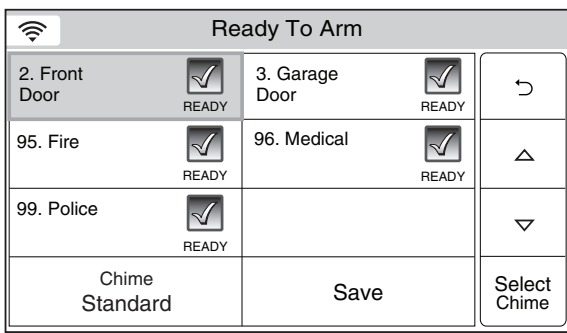 Ready To Arm
2. Front
Door
READY
3. Garage
Door
READY
95. Fire
READY
96. Medical
READY
99. Police
READY
Chime
Standard
Save
Select
Chime